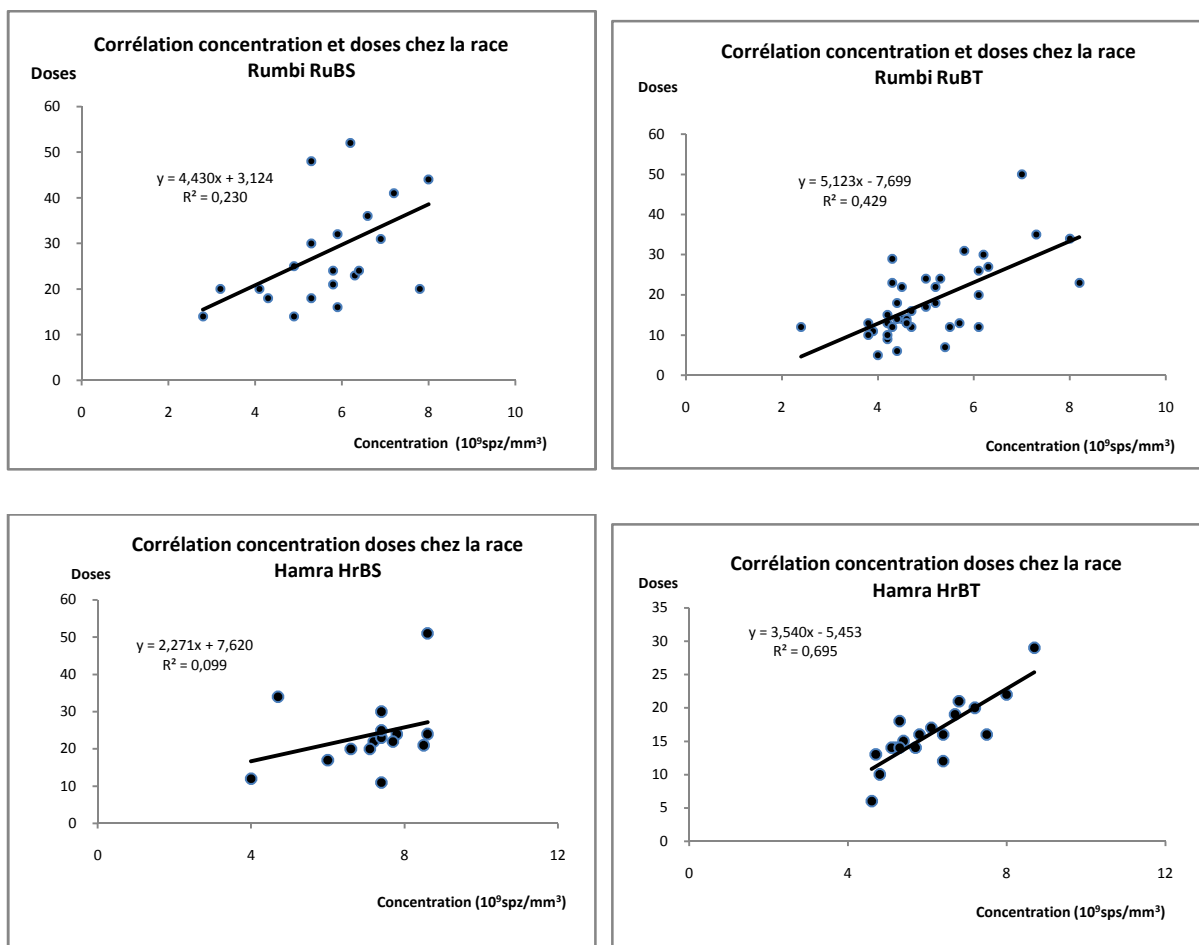 Corrélation concentration et doses chez la race
Rumbi RuBS
Doses
60
50
40
30
20
10
0
y = 4,430x + 3,124
R² = 0,230
0 2 4 6 8 10
Concentration (10⁹spz/mm³)
Corrélation concentration et doses chez la race
Rumbi RuBT
Doses
60
50
40
30
20
10
0
y = 5,123x - 7,699
R² = 0,429
0 2 4 6 8 10
Concentration (10⁹sps/mm³)
Corrélation concentration doses chez la race
Hamra HrBS
Doses
60
50
40
30
20
10
0
y = 2,271x + 7,620
R² = 0,099
0 4 8 12
Concentration (10⁹spz/mm³)
Corrélation concentration doses chez la race
Hamra HrBT
Doses
35
30
25
20
15
10
5
0
y = 3,540x - 5,453
R² = 0,695
0 4 8 12
Concentration (10⁹sps/mm³)